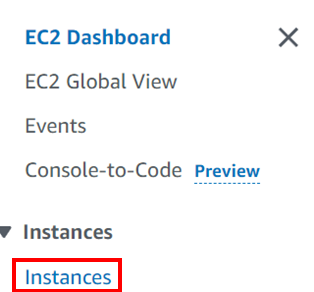 EC2 Dashboard
EC2 Global View
Events
Console-to-Code Preview
Instances
Instances